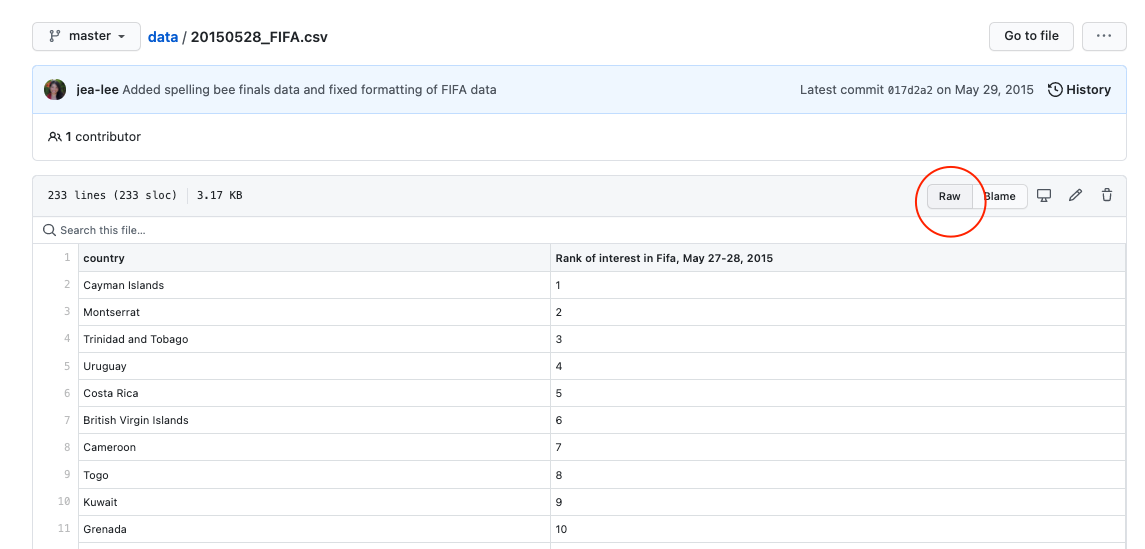 master data / 20150528_FIFA.csv Go to file ...
jea-lee Added spelling bee finals data and fixed formatting of FIFA data Latest commit 017d2a2 on May 29, 2015 History
1 contributor
233 lines (233 sloc) 3.17 KB Raw Blame
Search this file...
1 country Rank of interest in Fifa, May 27-28, 2015
2 Cayman Islands 1
3 Montserrat 2
4 Trinidad and Tobago 3
5 Uruguay 4
6 Costa Rica 5
7 British Virgin Islands 6
8 Cameroon 7
9 Togo 8
10 Kuwait 9
11 Grenada 10